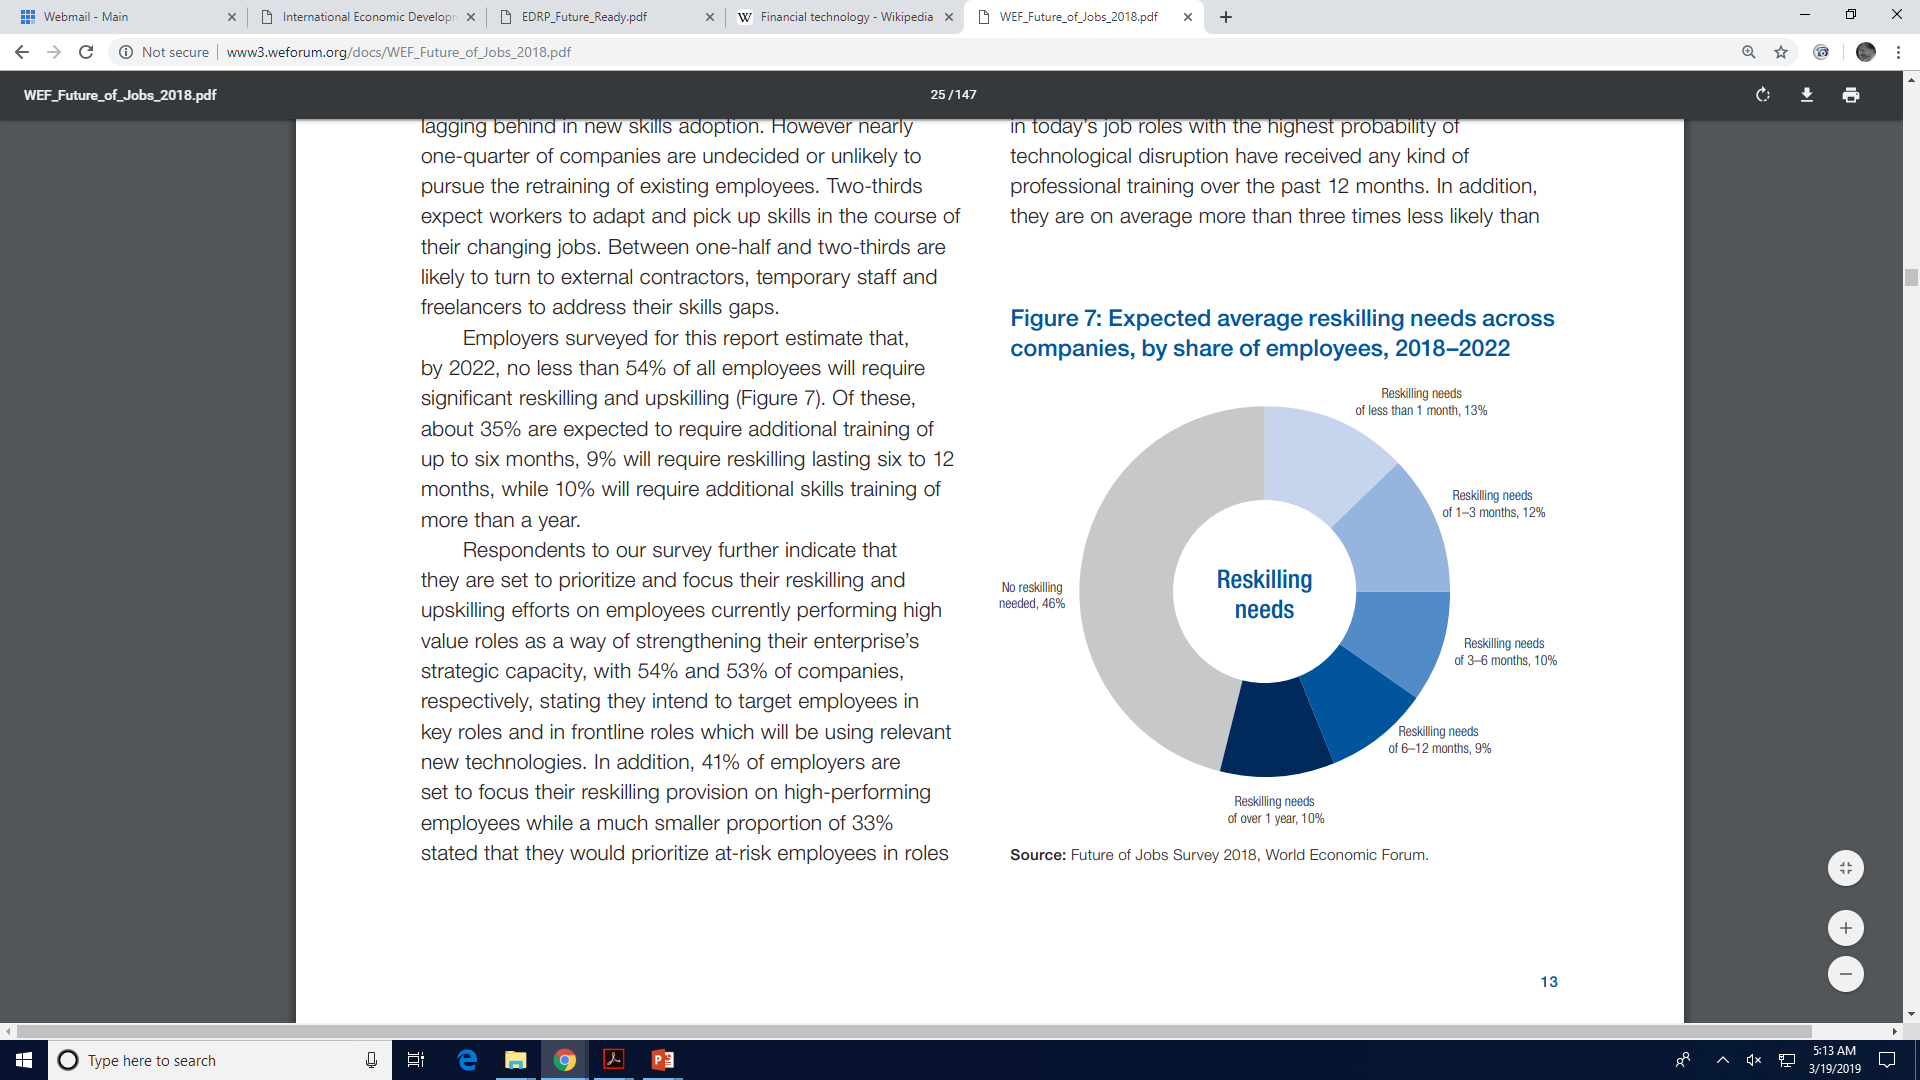 Webmail - Main
International Economic Developm
EDRP_Future_Ready.pdf
Financial technology - Wikipedia
WEF_Future_of_Jobs_2018.pdf
Not secure
www3.weforum.org/docs/WEF_Future_of_Jobs_2018.pdf
WEF_Future_of_Jobs_2018.pdf
25 / 147
lagging behind in new skills adoption. However nearly
one-quarter of companies are undecided or unlikely to
pursue the retraining of existing employees. Two-thirds
expect workers to adapt and pick up skills in the course of
their changing jobs. Between one-half and two-thirds are
likely to turn to external contractors, temporary staff and
freelancers to address their skills gaps.
Employers surveyed for this report estimate that,
by 2022, no less than 54% of all employees will require
significant reskilling and upskilling (Figure 7). Of these,
about 35% are expected to require additional training of
up to six months, 9% will require reskilling lasting six to 12
months, while 10% will require additional skills training of
more than a year.
Respondents to our survey further indicate that
they are set to prioritize and focus their reskilling and
upskilling efforts on employees currently performing high
value roles as a way of strengthening their enterprise's
strategic capacity, with 54% and 53% of companies,
respectively, stating they intend to target employees in
key roles and in frontline roles which will be using relevant
new technologies. In addition, 41% of employers are
set to focus their reskilling provision on high-performing
employees while a much smaller proportion of 33%
stated that they would prioritize at-risk employees in roles
in today's job roles with the highest probability of
technological disruption have received any kind of
professional training over the past 12 months. In addition,
they are on average more than three times less likely than
Figure 7: Expected average reskilling needs across
companies, by share of employees, 2018–2022
Reskilling needs
of less than 1 month, 13%
Reskilling needs
of 1–3 months, 12%
Reskilling needs
of 3–6 months, 10%
Reskilling needs
of 6–12 months, 9%
Reskilling needs
of over 1 year, 10%
No reskilling
needed, 46%
Reskilling
needs
Source: Future of Jobs Survey 2018, World Economic Forum.
13
Type here to search
5:13 AM
3/19/2019